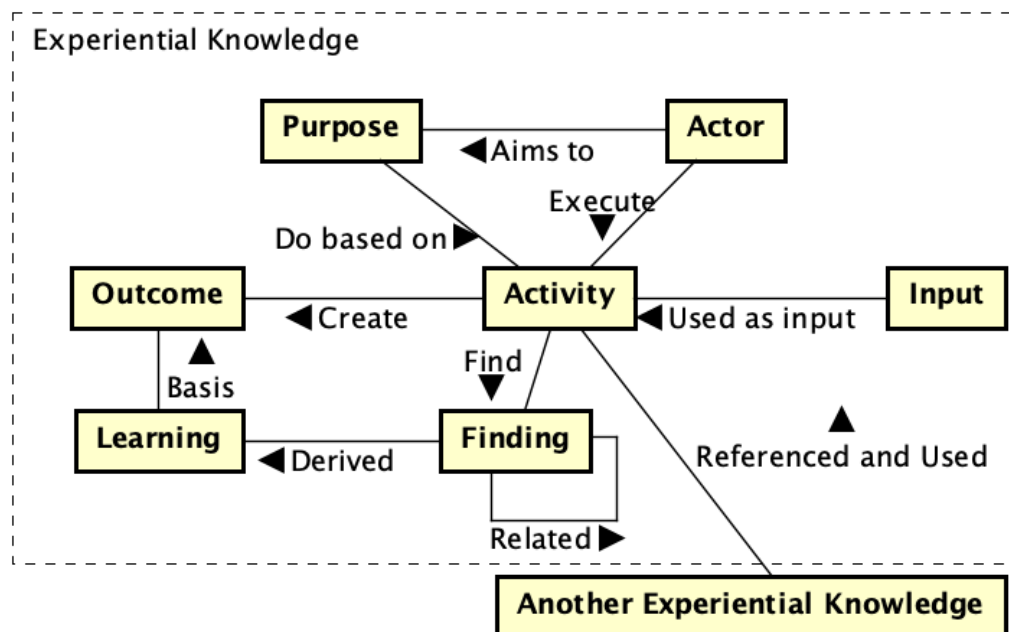 Experiential Knowledge
Purpose
Actor
Aims to
Execute
Do based on
Outcome
Activity
Input
Create
Used as input
Find
Basis
Learning
Finding
Derived
Referenced and Used
Related
Another Experiential Knowledge